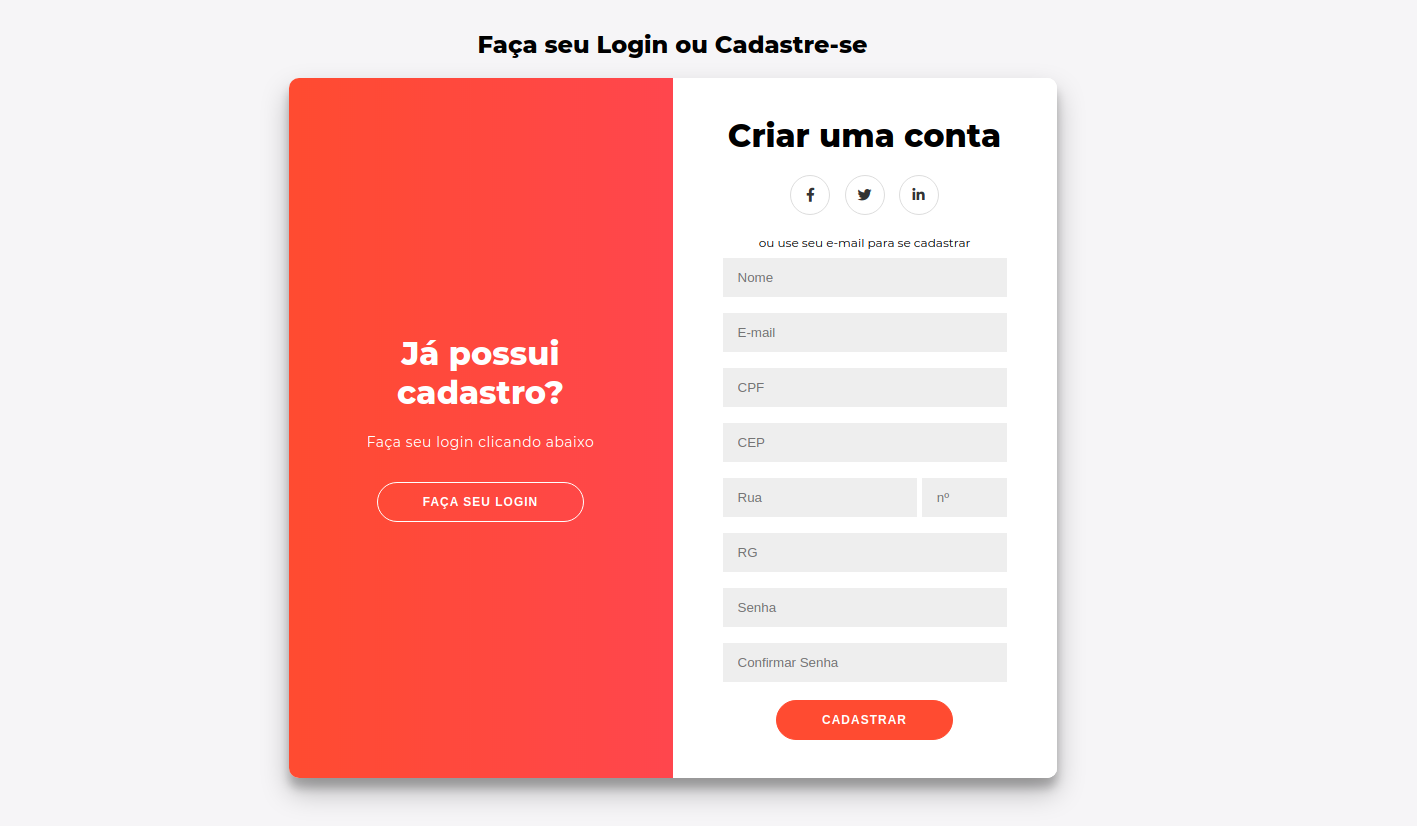 Faça seu Login ou Cadastre-se
Já possui
cadastro?
Faça seu login clicando abaixo
FAÇA SEU LOGIN
Criar uma conta
ou use seu e-mail para se cadastrar
Nome
E-mail
CPF
CEP
Rua nº
RG
Senha
Confirmar Senha
CADASTRAR